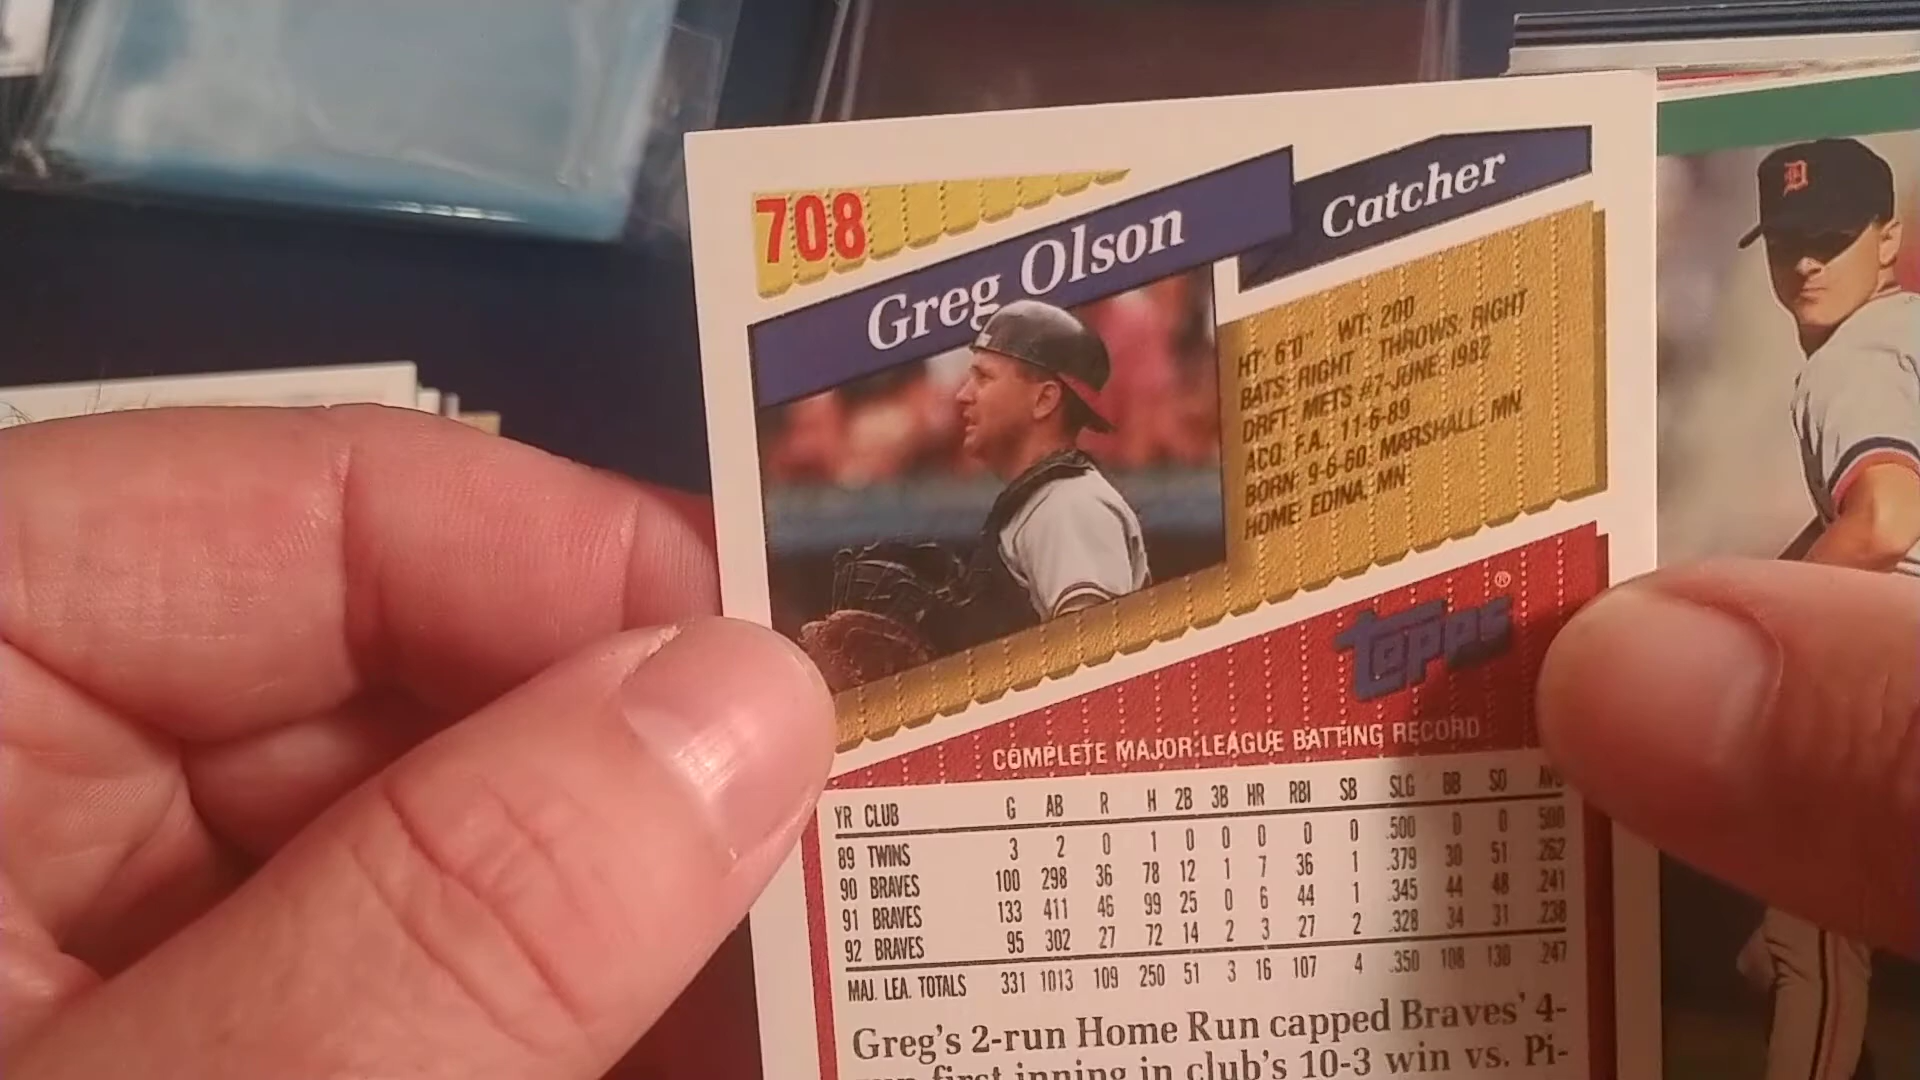 708
Greg Olson
Catcher
HT: 6'0" WT: 200
BATS: RIGHT THROWS: RIGHT
DRFT: METS #7-JUNE, 1982
ACQ: F.A., 11-6-89
BORN: 9-6-60, MARSHALL, MN
HOME: EDINA, MN
topps®
COMPLETE MAJOR LEAGUE BATTING RECORD
YR CLUB G AB R H 2B 3B HR RBI SB SLG BB SO AVG
89 TWINS 3 2 0 1 0 0 0 0 0 .500 0 0 .500
90 BRAVES 100 298 36 78 12 1 7 36 1 .379 30 51 .262
91 BRAVES 133 411 46 99 25 0 6 44 1 .345 44 48 .241
92 BRAVES 95 302 27 72 14 2 3 27 2 .328 34 31 .238
MAJ. LEA. TOTALS 331 1013 109 250 51 3 16 107 4 .350 108 130 .247
Greg's 2-run Home Run capped Braves' 4-
run first inning in club's 10-3 win vs. Pi-
D